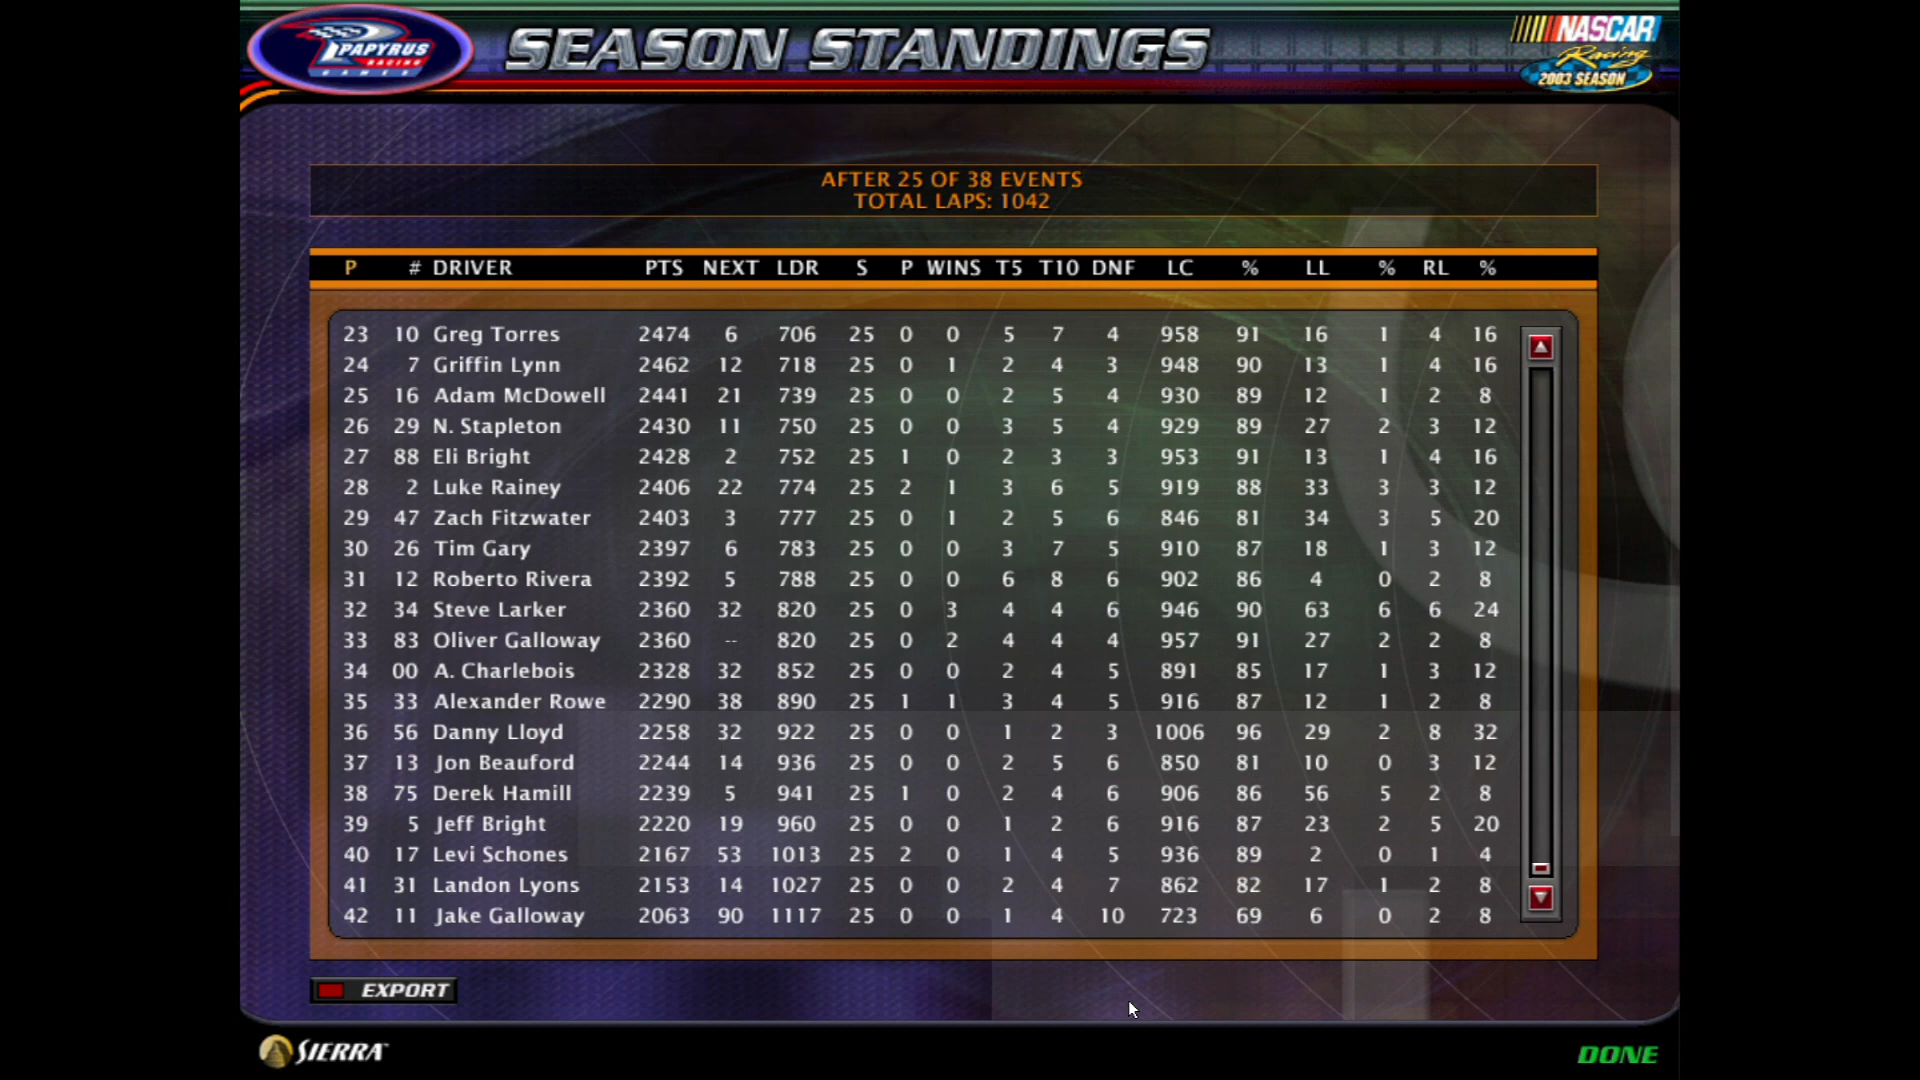 PAPYRUS
RACING
GAMES
SEASON STANDINGS
NASCAR
Racing
2003 SEASON
AFTER 25 OF 38 EVENTS
TOTAL LAPS: 1042
P # DRIVER PTS NEXT LDR S P WINS T5 T10 DNF LC % LL % RL %
23 10 Greg Torres 2474 6 706 25 0 0 5 7 4 958 91 16 1 4 16
24 7 Griffin Lynn 2462 12 718 25 0 1 2 4 3 948 90 13 1 4 16
25 16 Adam McDowell 2441 21 739 25 0 0 2 5 4 930 89 12 1 2 8
26 29 N. Stapleton 2430 11 750 25 0 0 3 5 4 929 89 27 2 3 12
27 88 Eli Bright 2428 2 752 25 1 0 2 3 3 953 91 13 1 4 16
28 2 Luke Rainey 2406 22 774 25 2 1 3 6 5 919 88 33 3 3 12
29 47 Zach Fitzwater 2403 3 777 25 0 1 2 5 6 846 81 34 3 5 20
30 26 Tim Gary 2397 6 783 25 0 0 3 7 5 910 87 18 1 3 12
31 12 Roberto Rivera 2392 5 788 25 0 0 6 8 6 902 86 4 0 2 8
32 34 Steve Larker 2360 32 820 25 0 3 4 4 6 946 90 63 6 6 24
33 83 Oliver Galloway 2360 -- 820 25 0 2 4 4 4 957 91 27 2 2 8
34 00 A. Charlebois 2328 32 852 25 0 0 2 4 5 891 85 17 1 3 12
35 33 Alexander Rowe 2290 38 890 25 1 1 3 4 5 916 87 12 1 2 8
36 56 Danny Lloyd 2258 32 922 25 0 0 1 2 3 1006 96 29 2 8 32
37 13 Jon Beauford 2244 14 936 25 0 0 2 5 6 850 81 10 0 3 12
38 75 Derek Hamill 2239 5 941 25 1 0 2 4 6 906 86 56 5 2 8
39 5 Jeff Bright 2220 19 960 25 0 0 1 2 6 916 87 23 2 5 20
40 17 Levi Schones 2167 53 1013 25 2 0 1 4 5 936 89 2 0 1 4
41 31 Landon Lyons 2153 14 1027 25 0 0 2 4 7 862 82 17 1 2 8
42 11 Jake Galloway 2063 90 1117 25 0 0 1 4 10 723 69 6 0 2 8
EXPORT
SIERRA
DONE